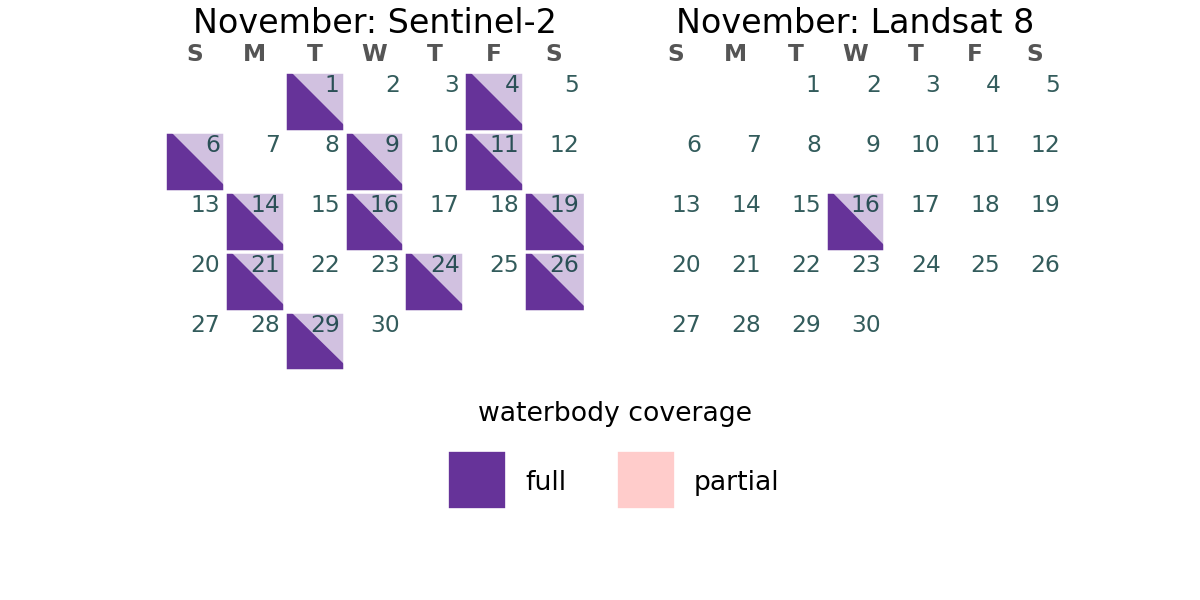 November: Sentinel-2
S M T W T F S
1 2 3 4 5
6 7 8 9 10 11 12
13 14 15 16 17 18 19
20 21 22 23 24 25 26
27 28 29 30
November: Landsat 8
S M T W T F S
1 2 3 4 5
6 7 8 9 10 11 12
13 14 15 16 17 18 19
20 21 22 23 24 25 26
27 28 29 30
waterbody coverage
full partial